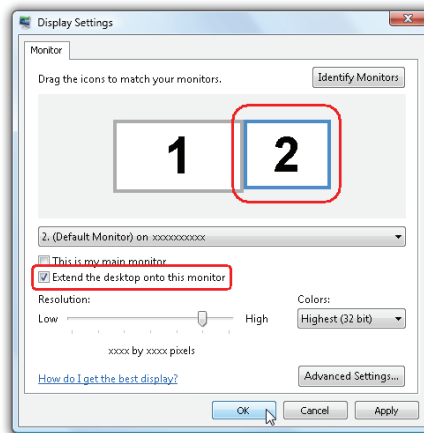 Display Settings
Monitor
Drag the icons to match your monitors.
Identify Monitors
1
2
2. (Default Monitor) on xxxxxxxxxx
This is my main monitor
Extend the desktop onto this monitor
Resolution:
Colors:
Low
High
Highest (32 bit)
xxxx by xxxx pixels
How do I get the best display?
Advanced Settings...
OK
Cancel
Apply